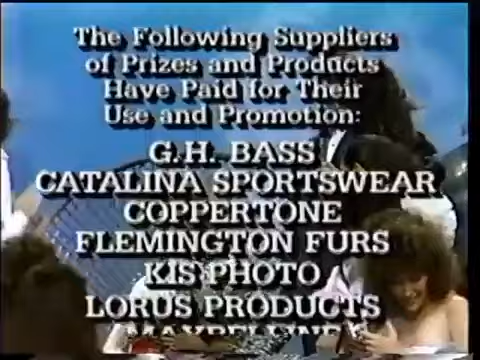 The Following Suppliers
of Prizes and Products
Have Paid for Their
Use and Promotion:
G.H. BASS
CATALINA SPORTSWEAR
COPPERTONE
FLEMINGTON FURS
KIS PHOTO
LORUS PRODUCTS
MAYBELLINE